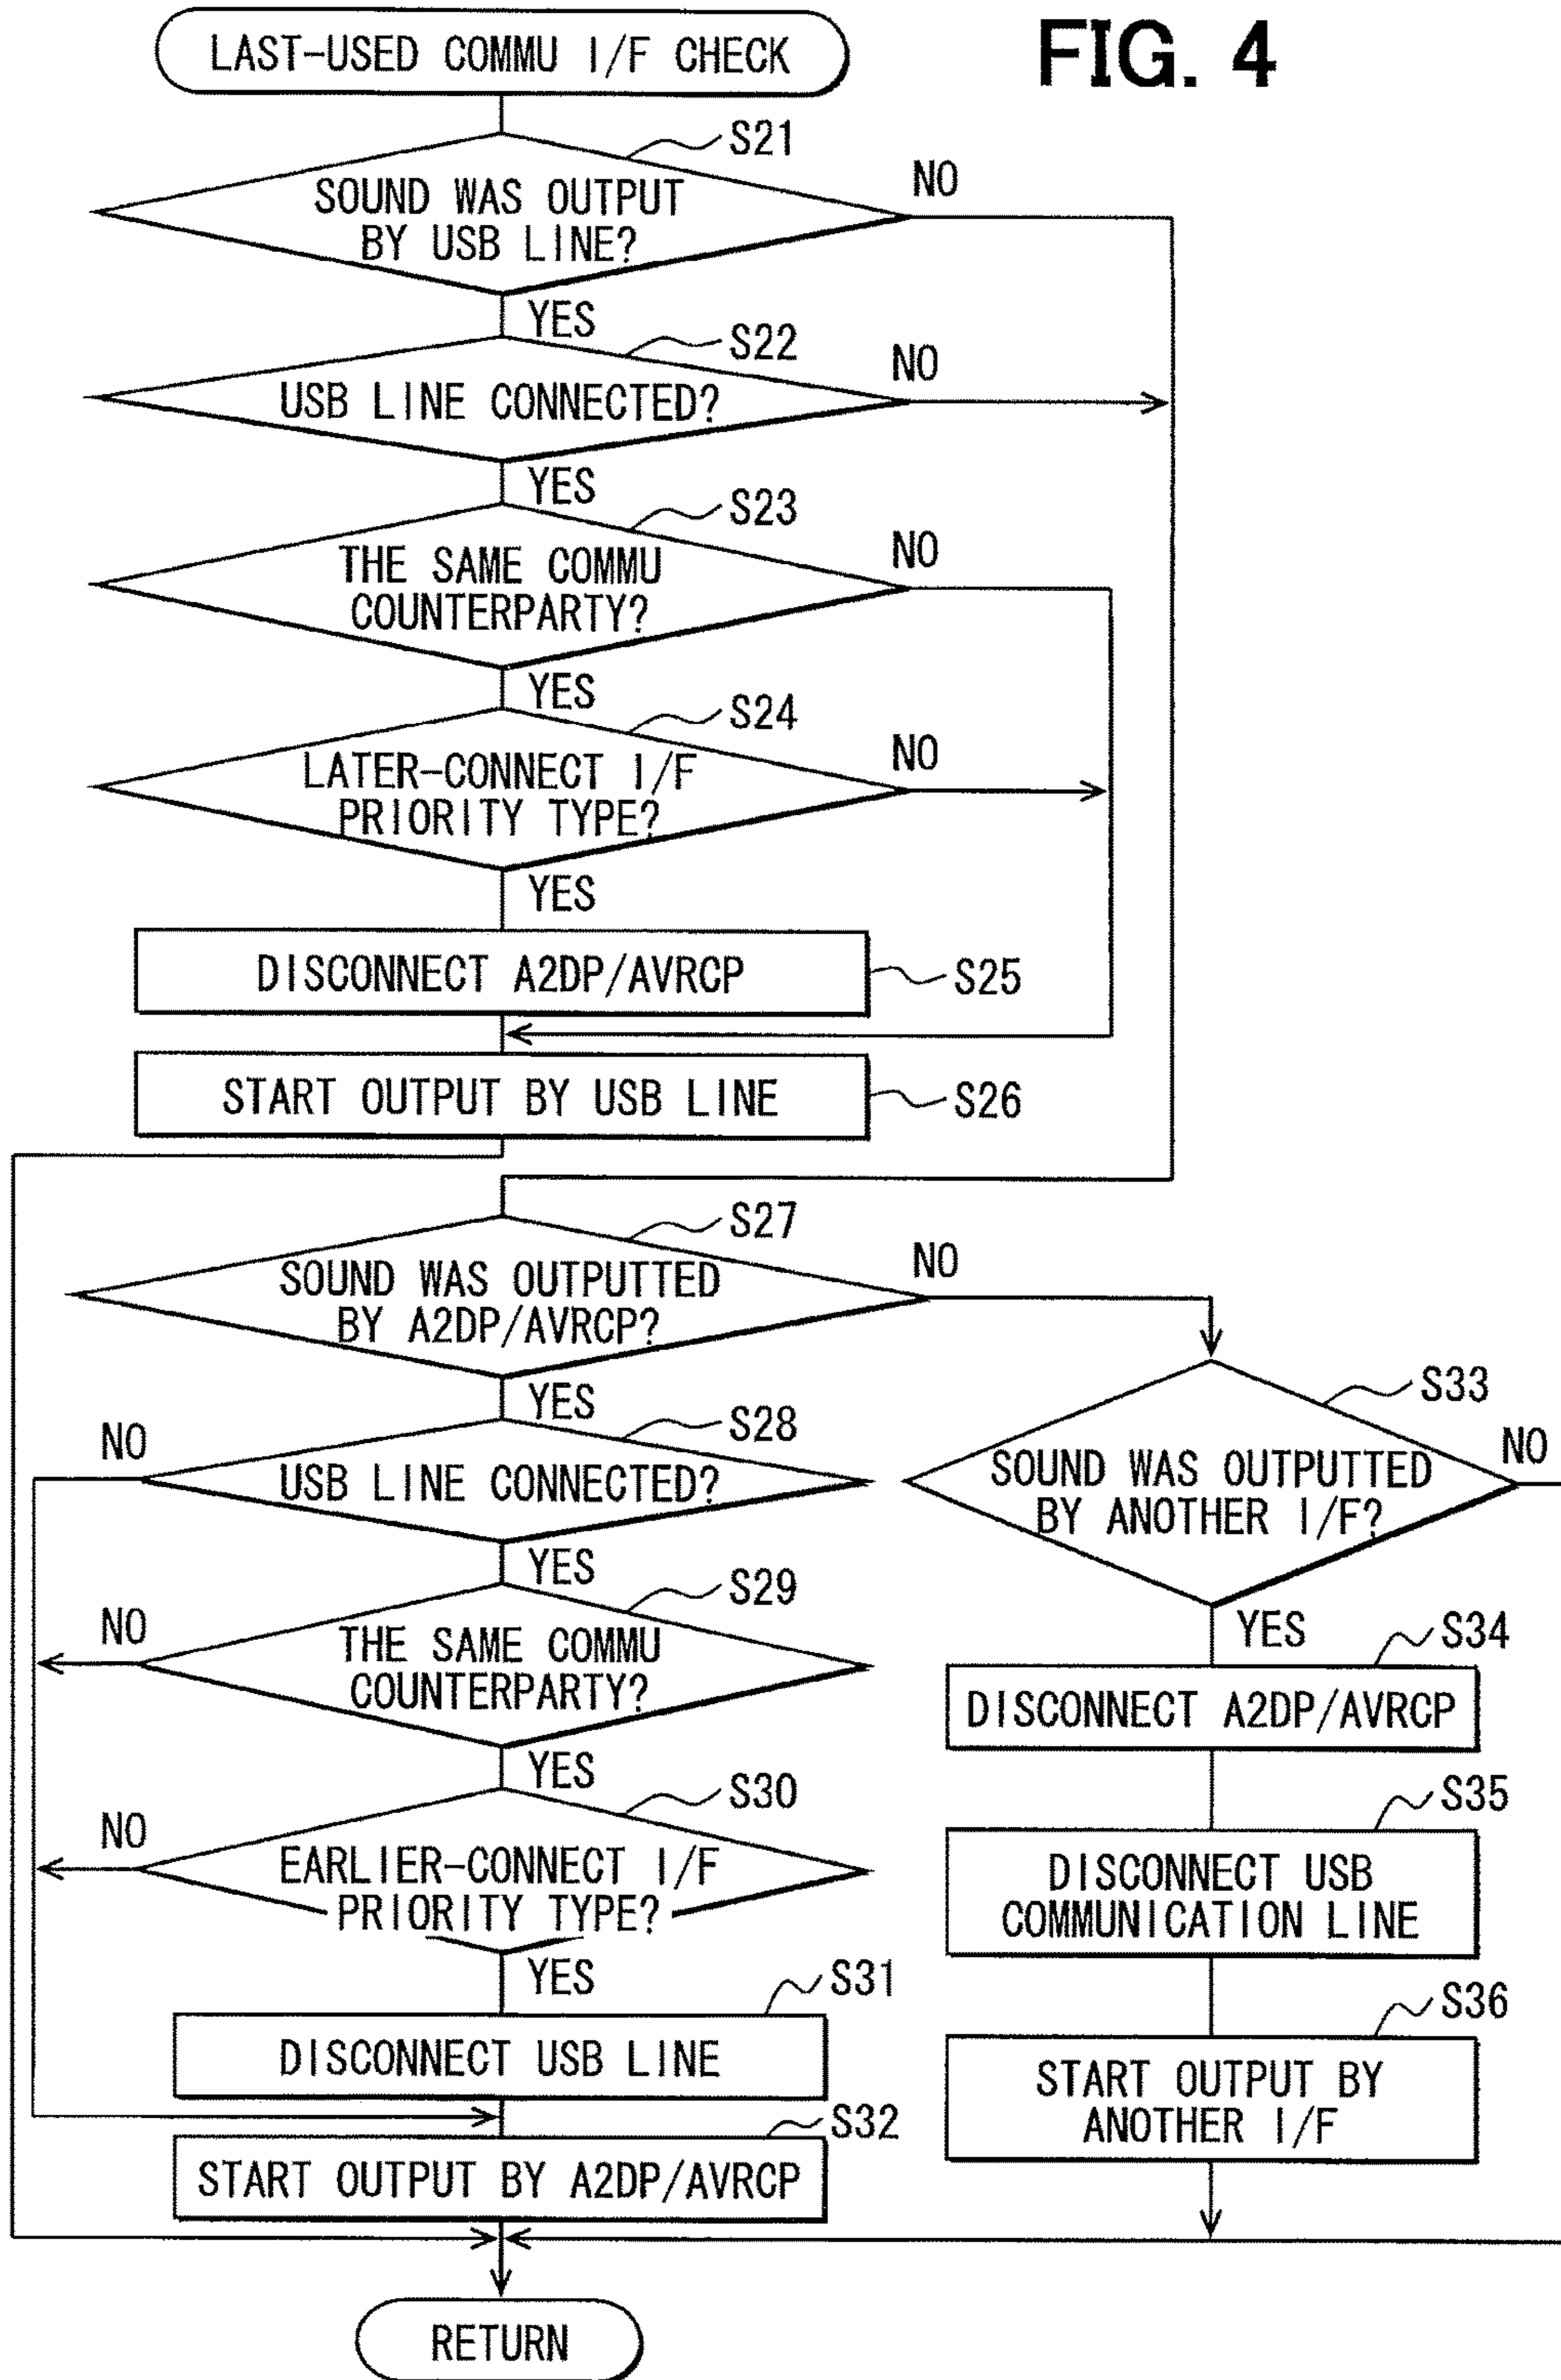 FIG. 4
LAST-USED COMMU I/F CHECK
S21
SOUND WAS OUTPUT
BY USB LINE?
NO
YES
S22
USB LINE CONNECTED?
NO
YES
S23
THE SAME COMMU
COUNTERPARTY?
NO
YES
S24
LATER-CONNECT I/F
PRIORITY TYPE?
NO
YES
DISCONNECT A2DP/AVRCP
S25
START OUTPUT BY USB LINE
S26
S27
SOUND WAS OUTPUTTED
BY A2DP/AVRCP?
NO
YES
S28
USB LINE CONNECTED?
NO
YES
S29
THE SAME COMMU
COUNTERPARTY?
NO
YES
S30
EARLIER-CONNECT I/F
PRIORITY TYPE?
NO
YES
S31
DISCONNECT USB LINE
S32
START OUTPUT BY A2DP/AVRCP
S33
SOUND WAS OUTPUTTED
BY ANOTHER I/F?
NO
YES
S34
DISCONNECT A2DP/AVRCP
S35
DISCONNECT USB
COMMUNICATION LINE
S36
START OUTPUT BY
ANOTHER I/F
RETURN